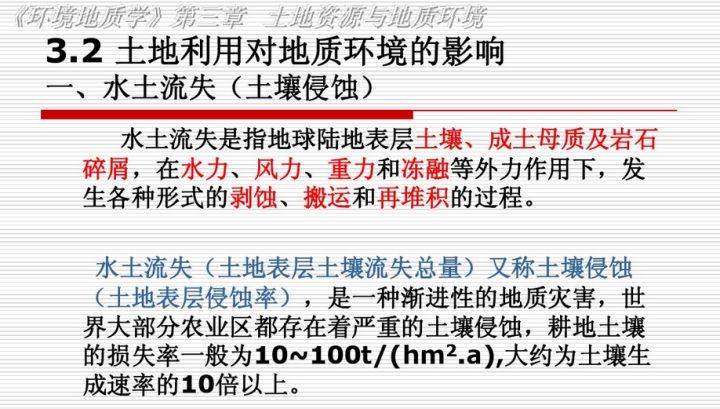 《环境地质学》第三章 土地资源与地质环境
3.2 土地利用对地质环境的影响
一、水土流失（土壤侵蚀）
水土流失是指地球陆地表层土壤、成土母质及岩石
碎屑，在水力、风力、重力和冻融等外力作用下，发
生各种形式的剥蚀、搬运和再堆积的过程。
水土流失（土地表层土壤流失总量）又称土壤侵蚀
（土地表层侵蚀率），是一种渐进性的地质灾害，世
界大部分农业区都存在着严重的土壤侵蚀，耕地土壤
的损失率一般为10~100t/(hm².a),大约为土壤生
成速率的10倍以上。